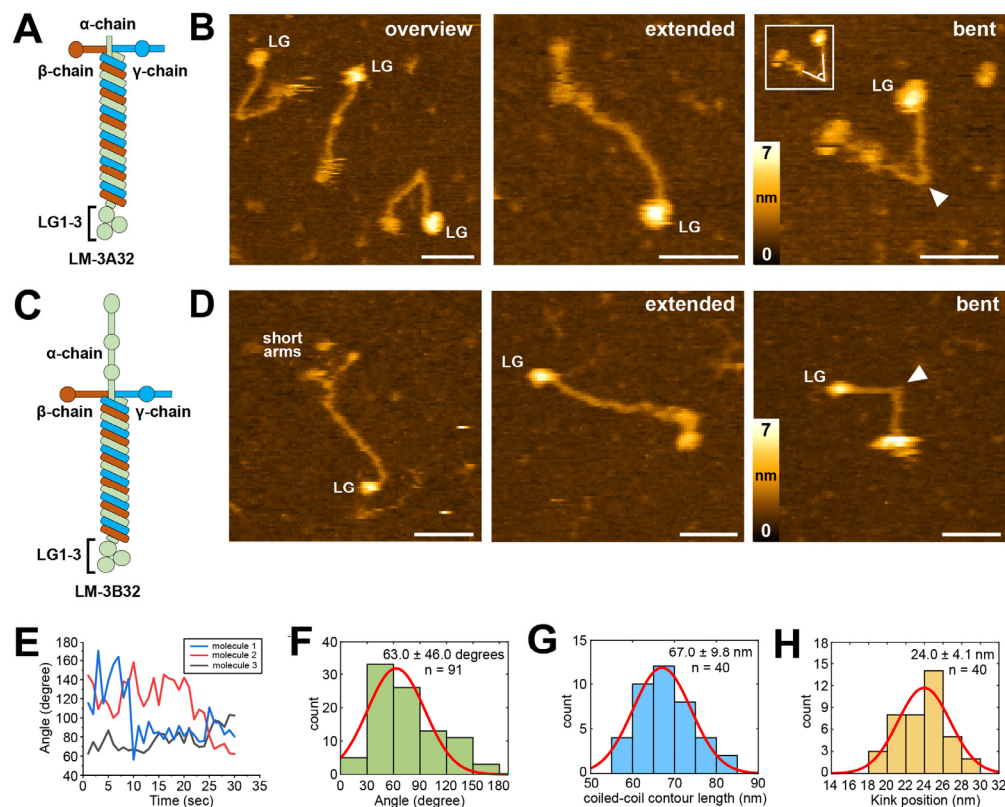 A
α-chain
β-chain
γ-chain
LG1-3
LM-3A32
B
overview
LG
LG
LG
extended
LG
bent
LG
7
nm
0
C
α-chain
β-chain
γ-chain
LG1-3
LM-3B32
D
short
arms
LG
extended
LG
bent
LG
7
nm
0
E
Angle (degree)
180
160
140
120
100
80
60
40
molecule 1
molecule 2
molecule 3
0 5 10 15 20 25 30 35
Time (sec)
F
count
40
30
20
10
0
63.0 ± 46.0 degrees
n = 91
0 30 60 90 120 150 180
Angle (degree)
G
count
15
12
9
6
3
0
67.0 ± 9.8 nm
n = 40
50 60 70 80 90
coiled-coil contour length (nm)
H
count
18
15
12
9
6
3
0
24.0 ± 4.1 nm
n = 40
14 16 18 20 22 24 26 28 30 32
Kink position (nm)